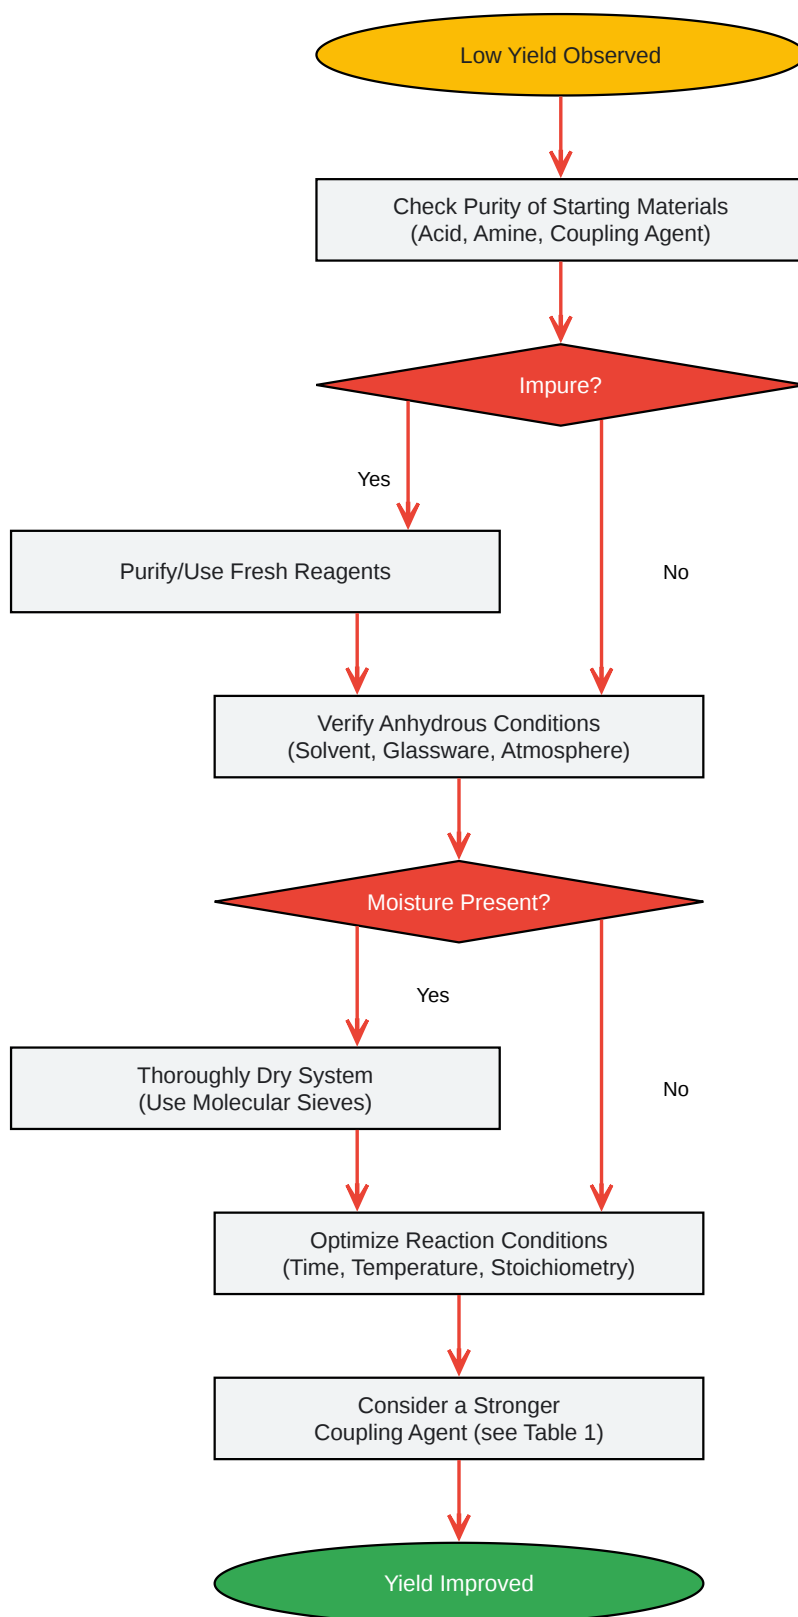 Low Yield Observed
Check Purity of Starting Materials
(Acid, Amine, Coupling Agent)
Impure?
Yes
Purify/Use Fresh Reagents
No
Verify Anhydrous Conditions
(Solvent, Glassware, Atmosphere)
Moisture Present?
Yes
Thoroughly Dry System
(Use Molecular Sieves)
No
Optimize Reaction Conditions
(Time, Temperature, Stoichiometry)
Consider a Stronger
Coupling Agent (see Table 1)
Yield Improved